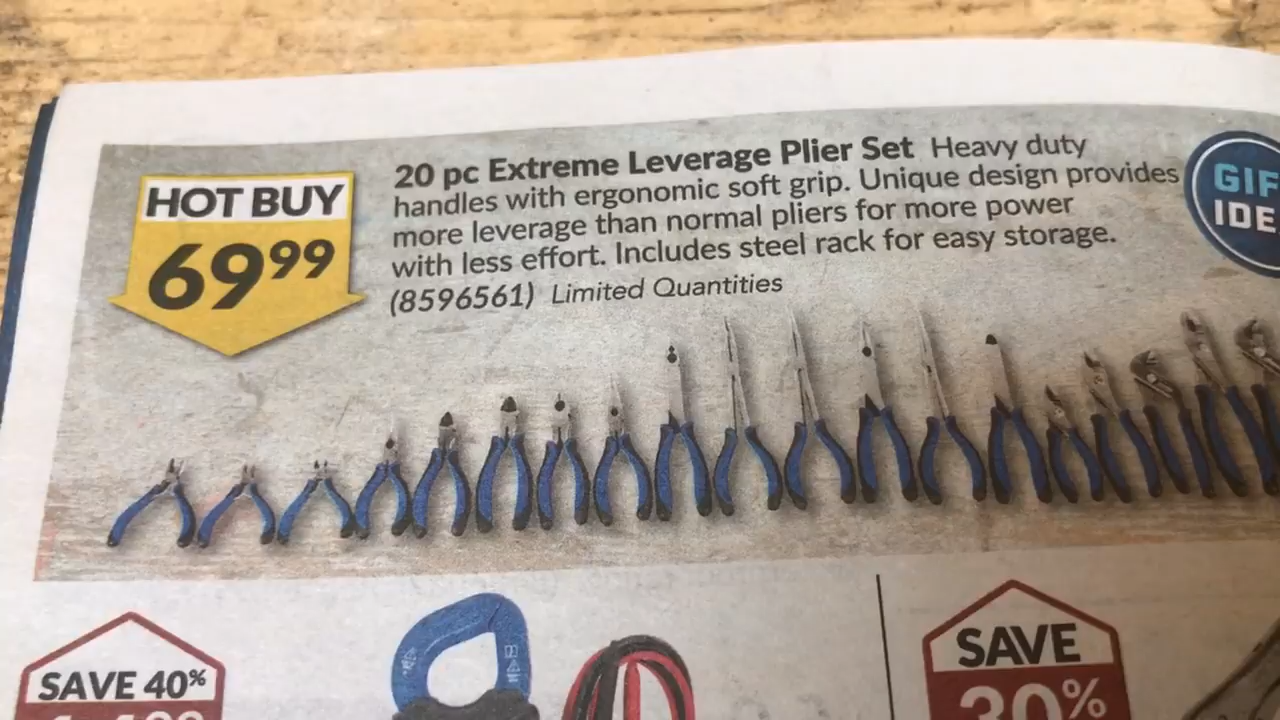 HOT BUY
69⁹⁹
20 pc Extreme Leverage Plier Set Heavy duty
handles with ergonomic soft grip. Unique design provides
more leverage than normal pliers for more power
with less effort. Includes steel rack for easy storage.
(8596561) Limited Quantities
GIF
IDE
SAVE 40%
SAVE
30%